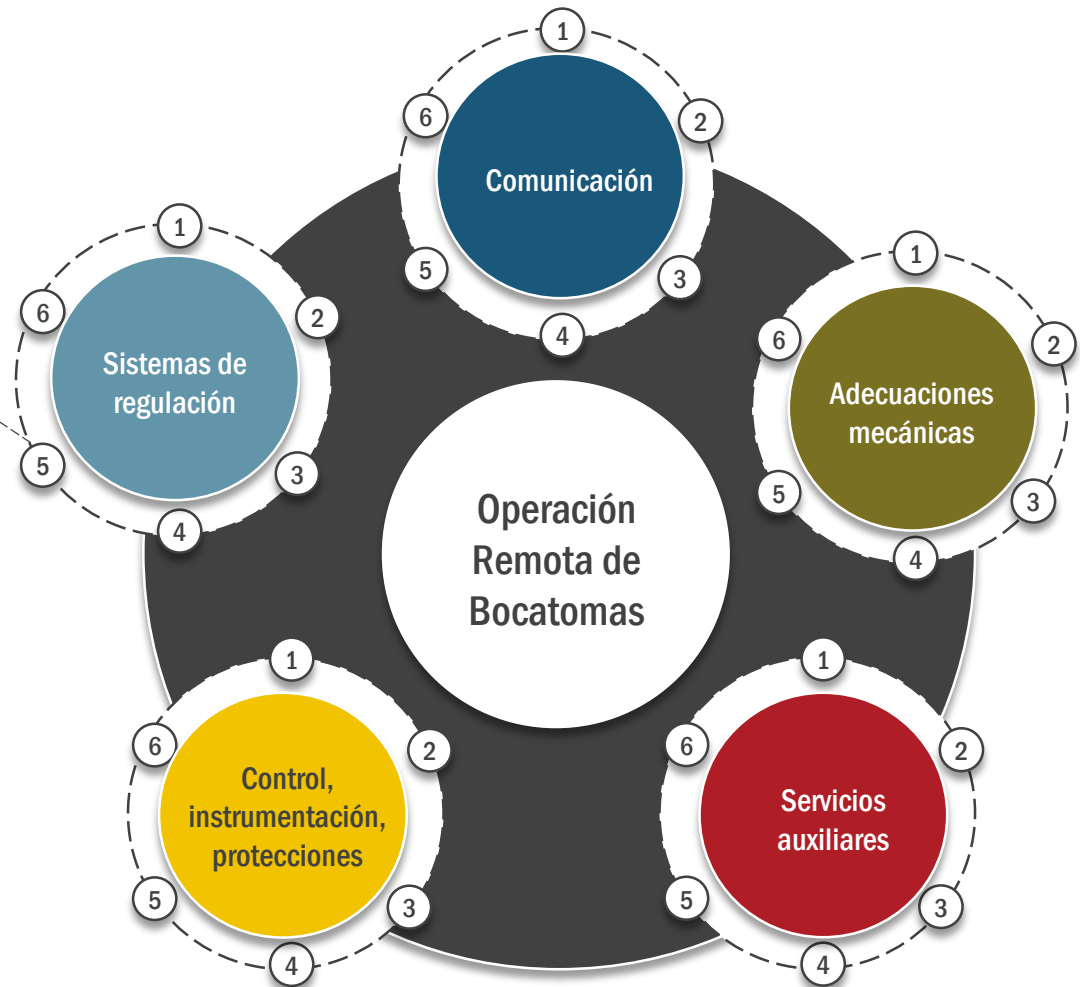 1
2
3
4
5
6
Comunicación
1
2
3
4
5
6
Adecuaciones
mecánicas
1
2
3
4
5
6
Servicios
auxiliares
1
2
3
4
5
6
Control,
instrumentación,
protecciones
1
2
3
4
5
6
Sistemas de
regulación
Operación
Remota de
Bocatomas